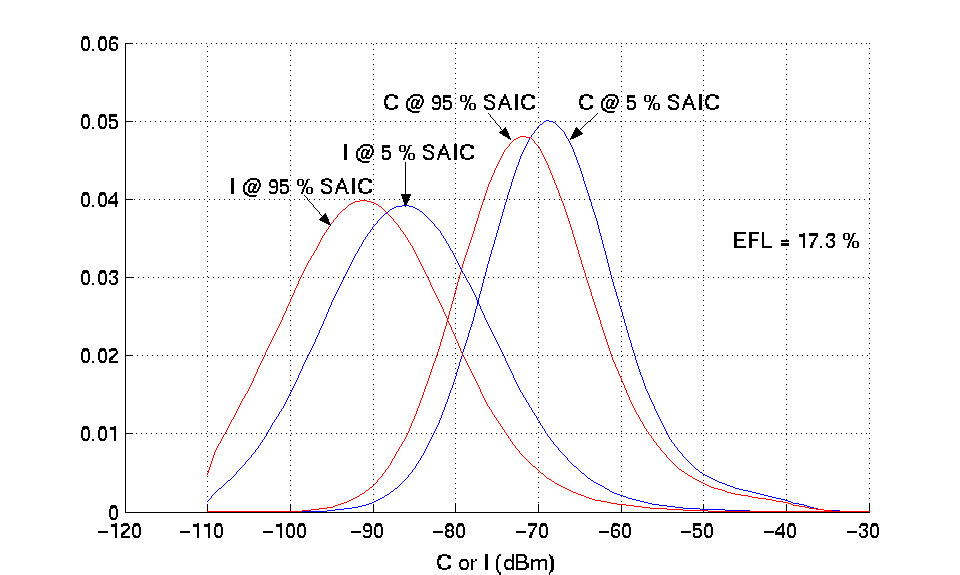 0.06
C @ 95 % SAIC
C @ 5 % SAIC
0.05
I @ 5 % SAIC
I @ 95 % SAIC
0.04
EFL = 17.3 %
0.03
0.02
0.01
0
−120 −110 −100 −90 −80 −70 −60 −50 −40 −30
C or I (dBm)